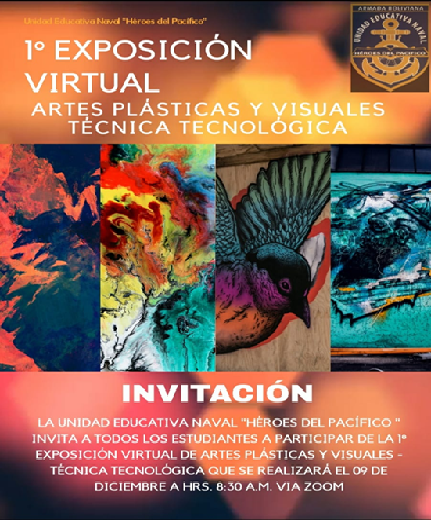 Unidad Educativa Naval "Héroes del Pacífico"
ARMADA BOLIVIANA
UNIDAD EDUCATIVA NAVAL
"HÉROES DEL PACÍFICO"
1° EXPOSICIÓN
VIRTUAL
ARTES PLÁSTICAS Y VISUALES
TÉCNICA TECNOLÓGICA
INVITACIÓN
LA UNIDAD EDUCATIVA NAVAL "HÉROES DEL PACÍFICO "
INVITA A TODOS LOS ESTUDIANTES A PARTICIPAR DE LA 1°
EXPOSICIÓN VIRTUAL DE ARTES PLÁSTICAS Y VISUALES -
TÉCNICA TECNOLÓGICA QUE SE REALIZARÁ EL 09 DE
DICIEMBRE A HRS. 8:30 A.M. VIA ZOOM